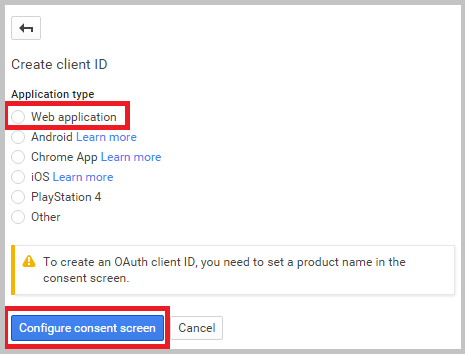 Create client ID
Application type
Web application
Android Learn more
Chrome App Learn more
iOS Learn more
PlayStation 4
Other
To create an OAuth client ID, you need to set a product name in the
consent screen.
Configure consent screen Cancel